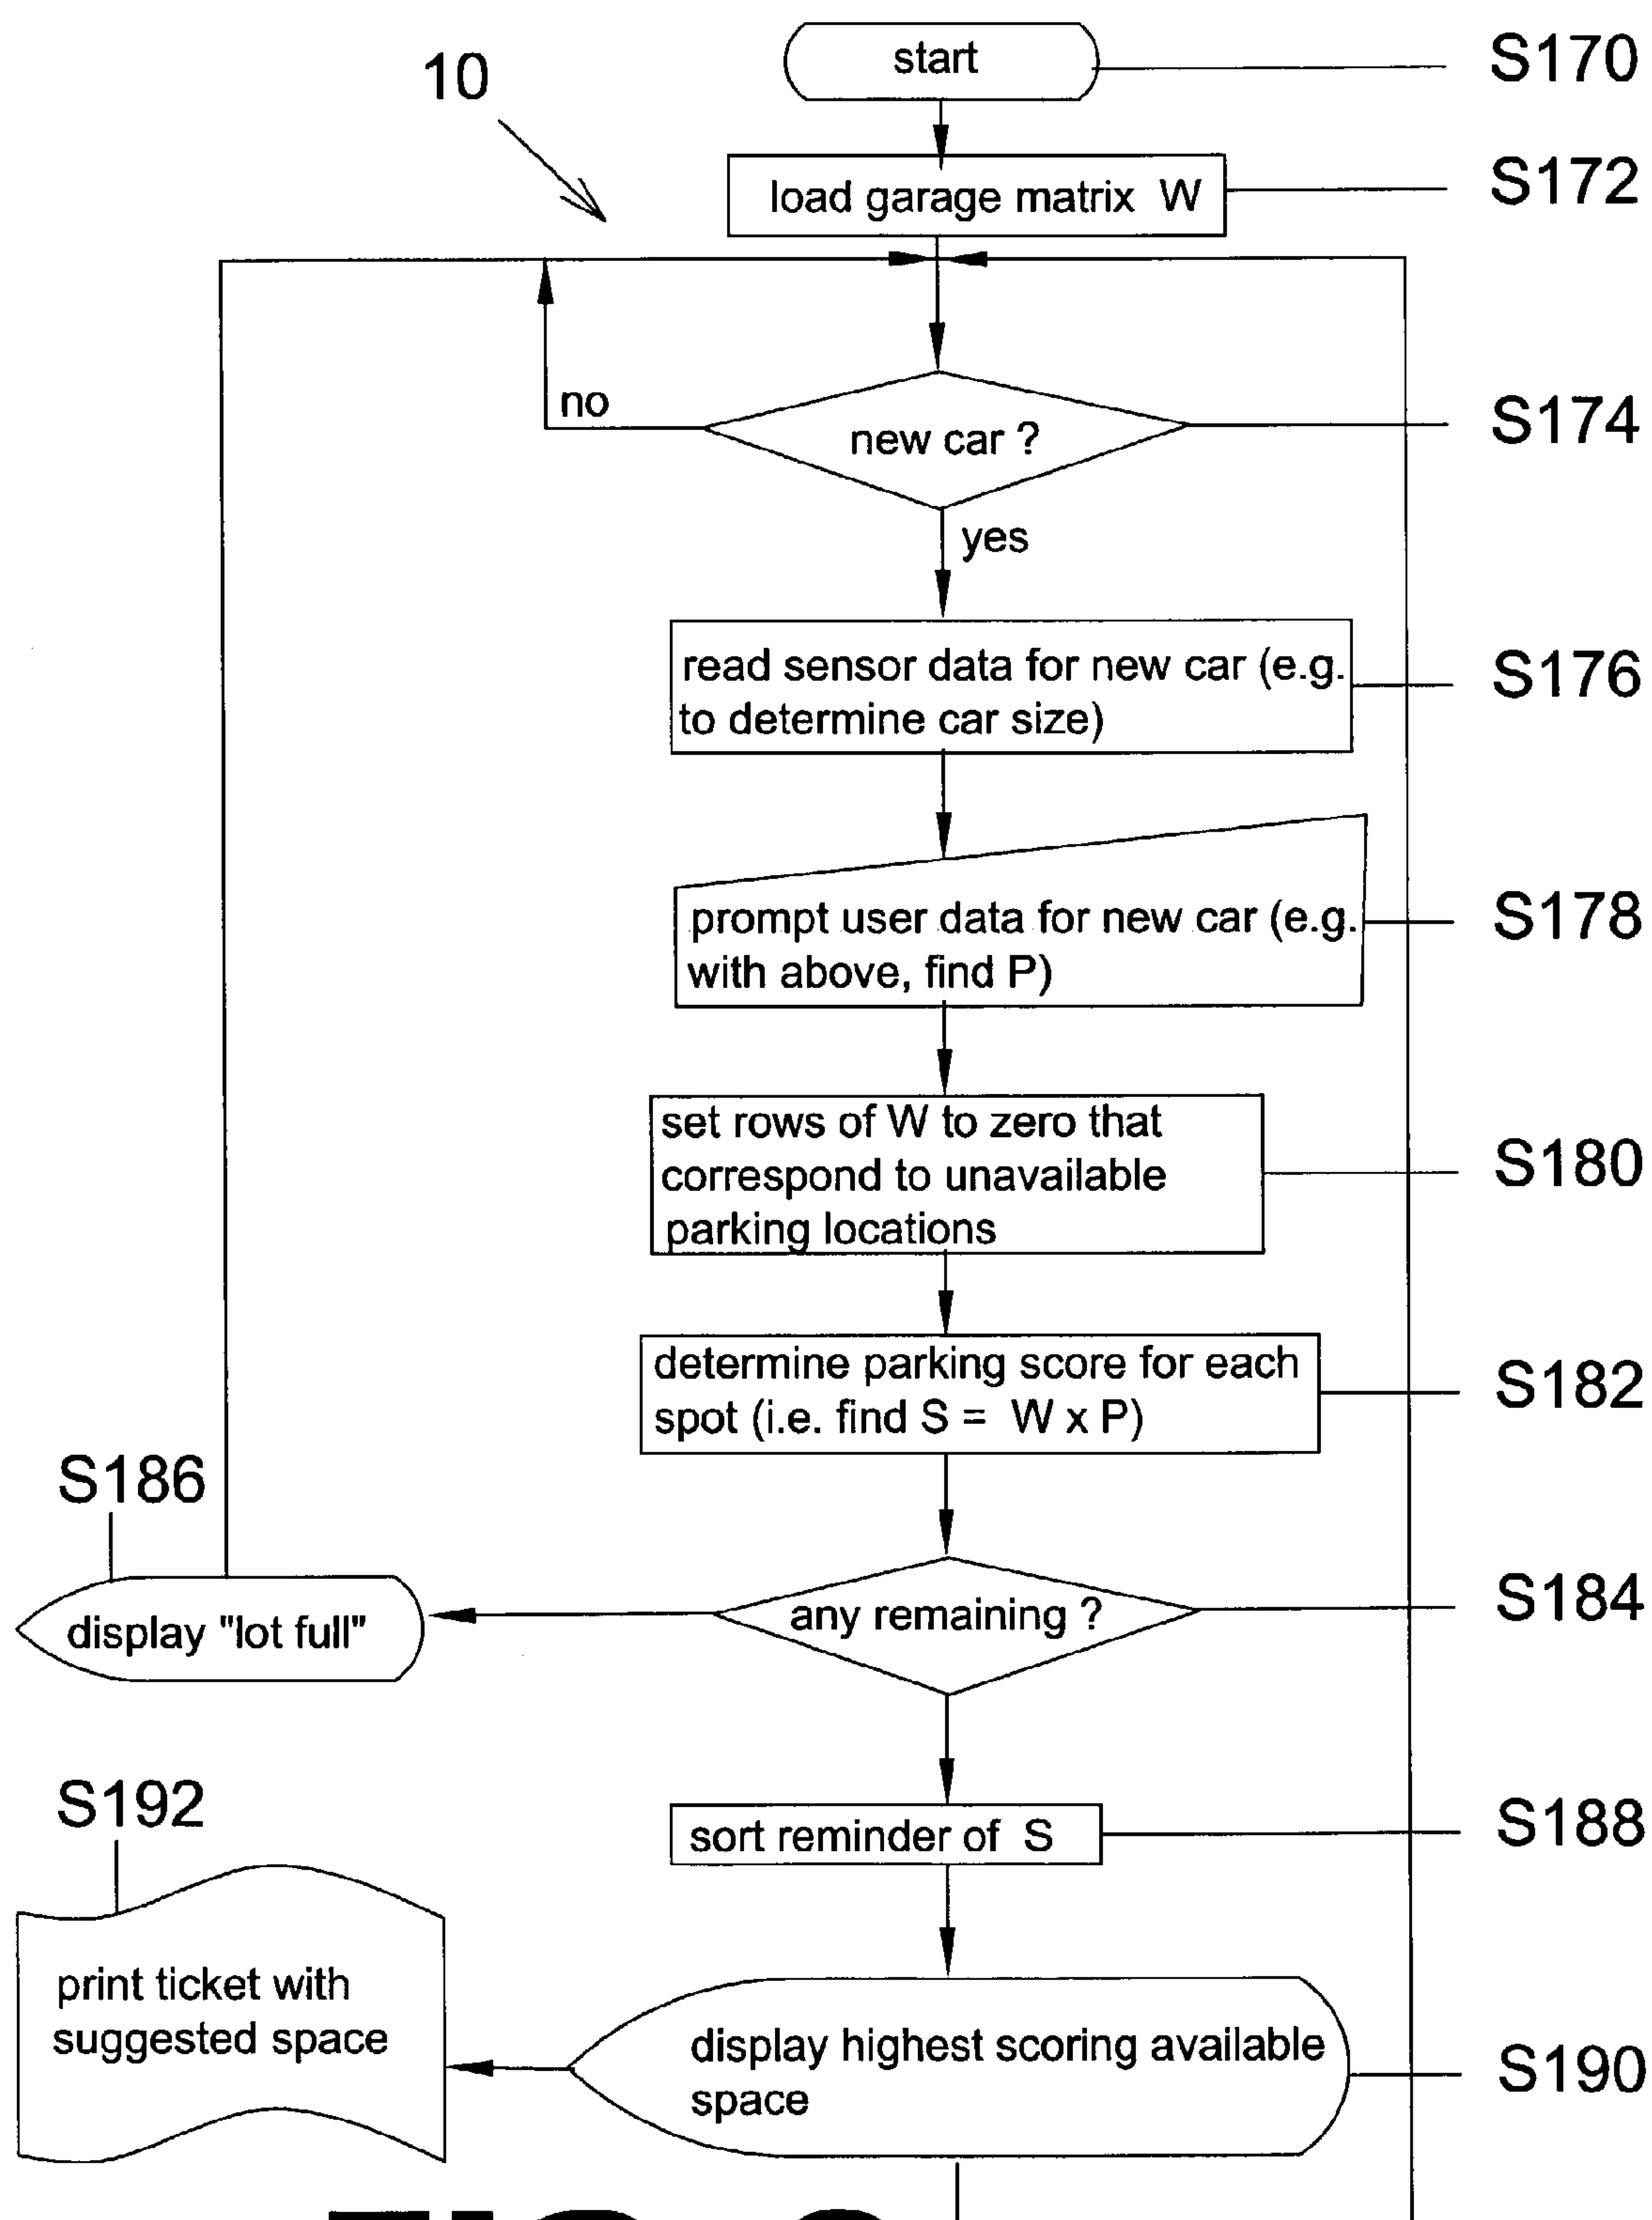 start
S170
10
load garage matrix W
S172
no
new car ?
S174
yes
read sensor data for new car (e.g.
to determine car size)
S176
prompt user data for new car (e.g.
with above, find P)
S178
set rows of W to zero that
correspond to unavailable
parking locations
S180
determine parking score for each
spot (i.e. find S = W x P)
S182
S186
display "lot full"
any remaining ?
S184
S192
sort reminder of S
S188
print ticket with
suggested space
display highest scoring available
space
S190